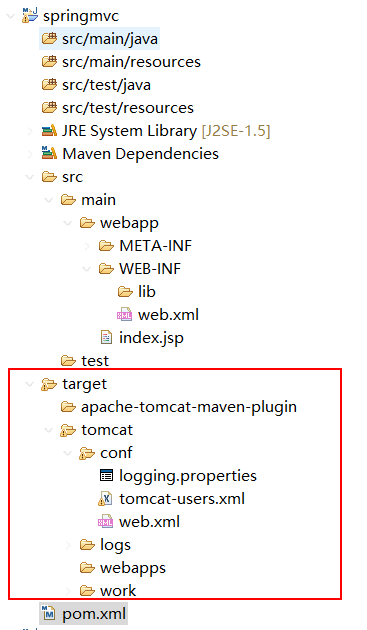 springmvc
src/main/java
src/main/resources
src/test/java
src/test/resources
JRE System Library [J2SE-1.5]
Maven Dependencies
src
main
webapp
META-INF
WEB-INF
lib
web.xml
index.jsp
test
target
apache-tomcat-maven-plugin
tomcat
conf
logging.properties
tomcat-users.xml
web.xml
logs
webapps
work
pom.xml